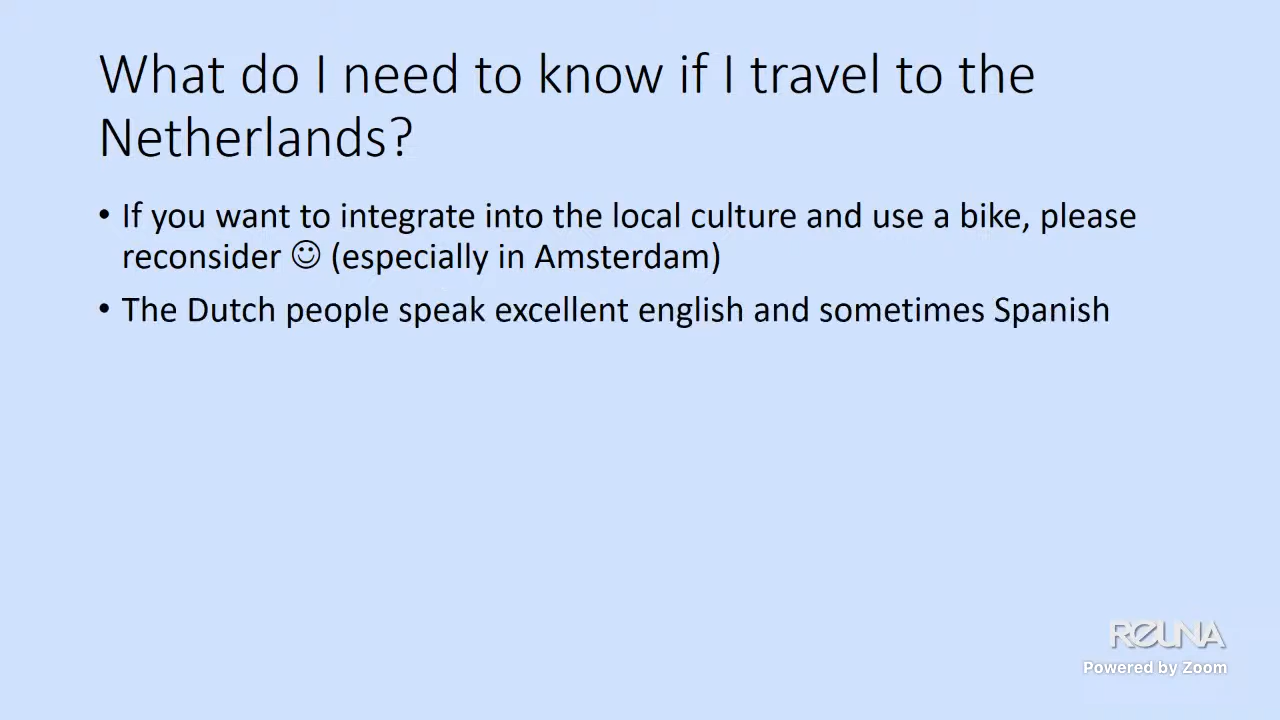 What do I need to know if I travel to the
Netherlands?
• If you want to integrate into the local culture and use a bike, please
reconsider ☺ (especially in Amsterdam)
• The Dutch people speak excellent english and sometimes Spanish
REUNA
Powered by Zoom